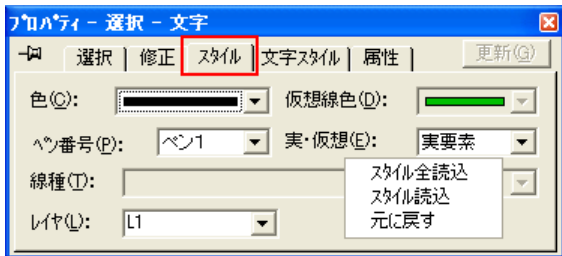 プロパティ - 選択 - 文字
選択 修正 スタイル 文字スタイル 属性 更新(G)
色(C): 仮想線色(D):
ペン番号(P): ペン1 実・仮想(E): 実要素
線種(T): スタイル全読込
スタイル読込
レイヤ(L): L1 元に戻す